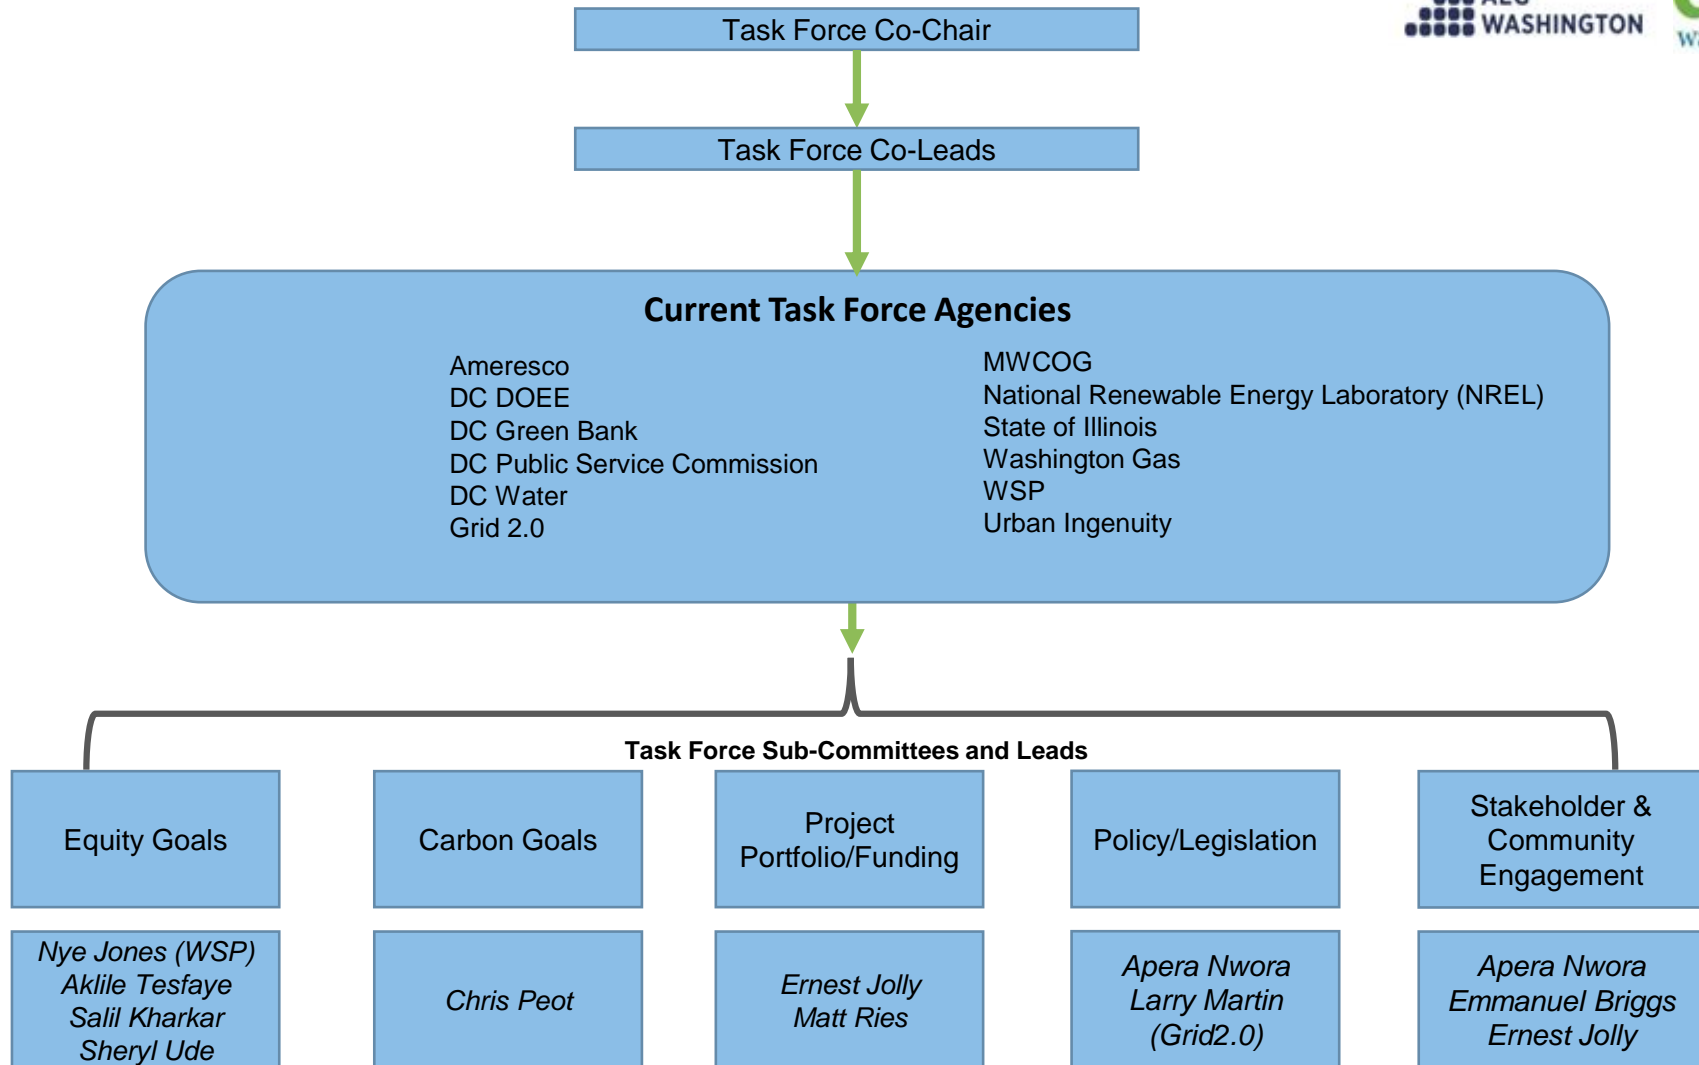 WASHINGTON
Task Force Co-Chair
Task Force Co-Leads
Current Task Force Agencies
Ameresco
DC DOEE
DC Green Bank
DC Public Service Commission
DC Water
Grid 2.0
MWCOG
National Renewable Energy Laboratory (NREL)
State of Illinois
Washington Gas
WSP
Urban Ingenuity
Task Force Sub-Committees and Leads
Equity Goals
Carbon Goals
Project
Portfolio/Funding
Policy/Legislation
Stakeholder &
Community
Engagement
Nye Jones (WSP)
Aklile Tesfaye
Salil Kharkar
Sheryl Ude
Chris Peot
Ernest Jolly
Matt Ries
Apera Nwora
Larry Martin
(Grid2.0)
Apera Nwora
Emmanuel Briggs
Ernest Jolly